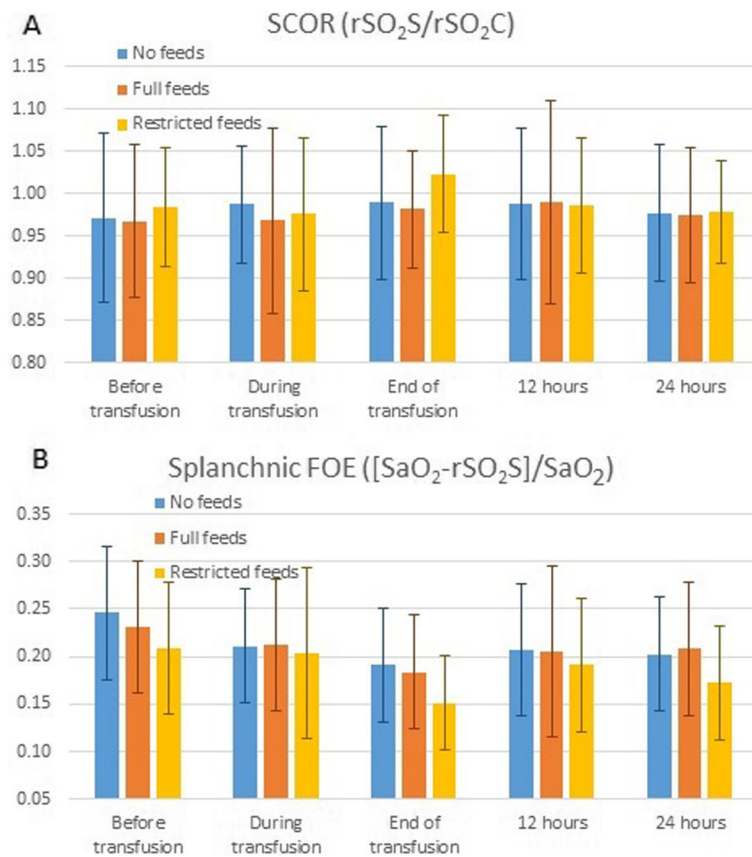 A
SCOR (rSO₂S/rSO₂C)
No feeds
Full feeds
Restricted feeds
1.15
1.10
1.05
1.00
0.95
0.90
0.85
0.80
Before transfusion
During transfusion
End of transfusion
12 hours
24 hours
B
Splanchnic FOE ([SaO₂-rSO₂S]/SaO₂)
No feeds
Full feeds
Restricted feeds
0.35
0.30
0.25
0.20
0.15
0.10
0.05
Before transfusion
During transfusion
End of transfusion
12 hours
24 hours